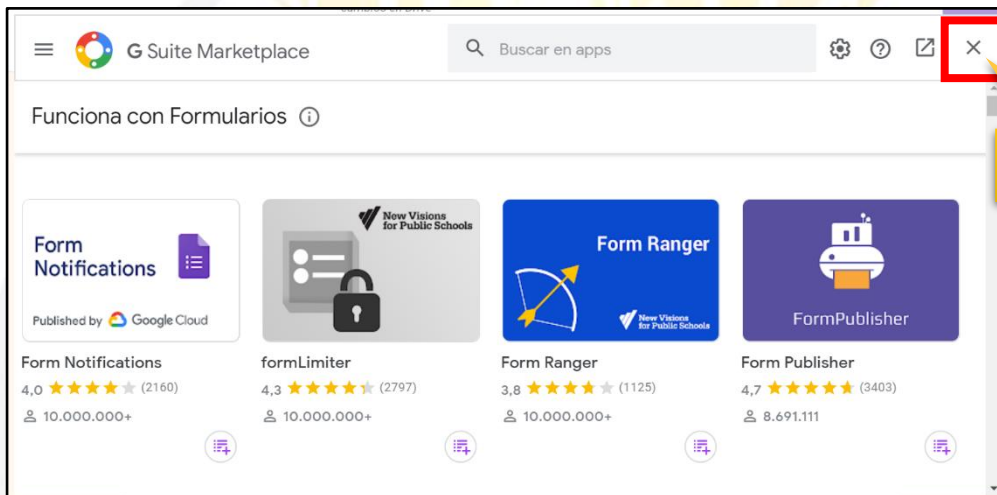 G Suite Marketplace
Buscar en apps
Funciona con Formularios
Form
Notifications
Published by Google Cloud
New Visions
for Public Schools
Form Ranger
New Visions
for Public Schools
FormPublisher
Form Notifications
formLimiter
Form Ranger
Form Publisher
4,0 (2160)
4,3 (2797)
3,8 (1125)
4,7 (3403)
10.000.000+
10.000.000+
10.000.000+
8.691.111